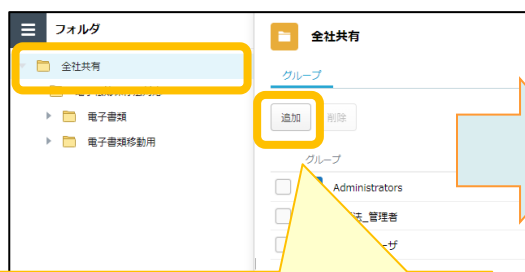 フォルダ
全社共有
電子書類
電子書類移動用
全社共有
グループ
追加
削除
グループ
Administrators
法_管理者
ーザ